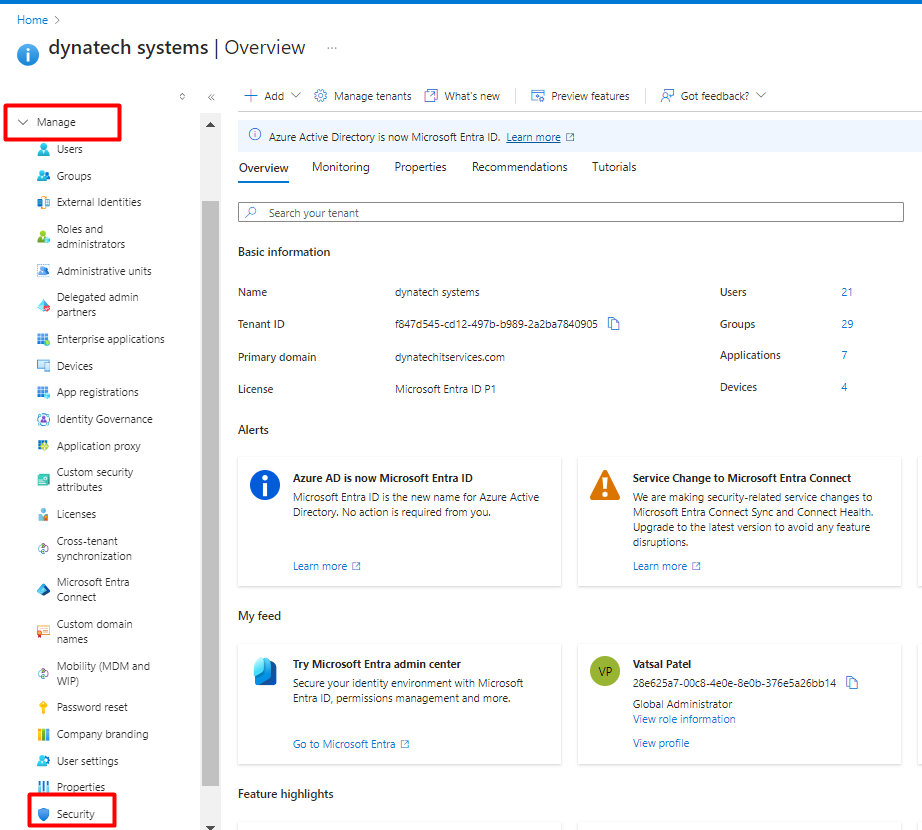 Home
dynatech systems | Overview
Add
Manage tenants
What's new
Preview features
Got feedback?
Manage
Users
Groups
External Identities
Roles and
administrators
Administrative units
Delegated admin
partners
Enterprise applications
Devices
App registrations
Identity Governance
Application proxy
Custom security
attributes
Licenses
Cross-tenant
synchronization
Microsoft Entra
Connect
Custom domain
names
Mobility (MDM and
WIP)
Password reset
Company branding
User settings
Properties
Security
Azure Active Directory is now Microsoft Entra ID. Learn more
Overview
Monitoring
Properties
Recommendations
Tutorials
Search your tenant
Basic information
Name dynatech systems
Tenant ID f847d545-cd12-497b-b989-2a2ba7840905
Primary domain dynatechitservices.com
License Microsoft Entra ID P1
Users 21
Groups 29
Applications 7
Devices 4
Alerts
Azure AD is now Microsoft Entra ID
Microsoft Entra ID is the new name for Azure Active
Directory. No action is required from you.
Learn more
Service Change to Microsoft Entra Connect
We are making security-related service changes to
Microsoft Entra Connect Sync and Connect Health.
Upgrade to the latest version to avoid any feature
disruptions.
Learn more
My feed
Try Microsoft Entra admin center
Secure your identity environment with Microsoft
Entra ID, permissions management and more.
Go to Microsoft Entra
VP
Vatsal Patel
28e625a7-00c8-4e0e-8e0b-376e5a26bb14
Global Administrator
View role information
View profile
Feature highlights